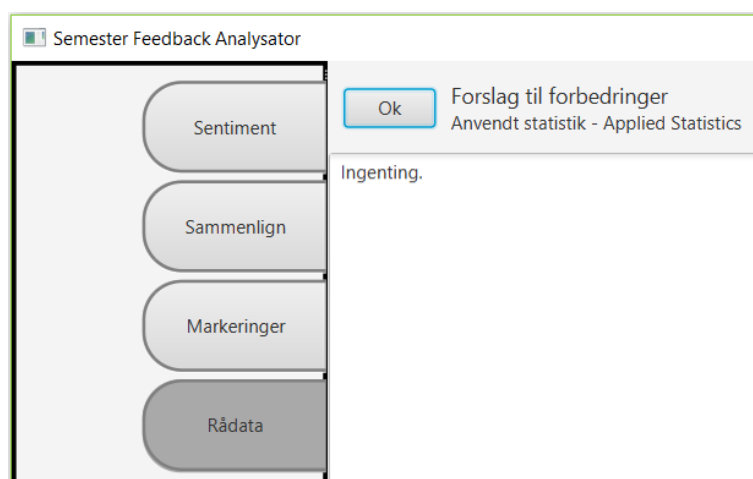 Semester Feedback Analysator
Sentiment
Sammenlign
Markeringer
Rådata
Ok
Forslag til forbedringer
Anvendt statistik - Applied Statistics
Ingenting.